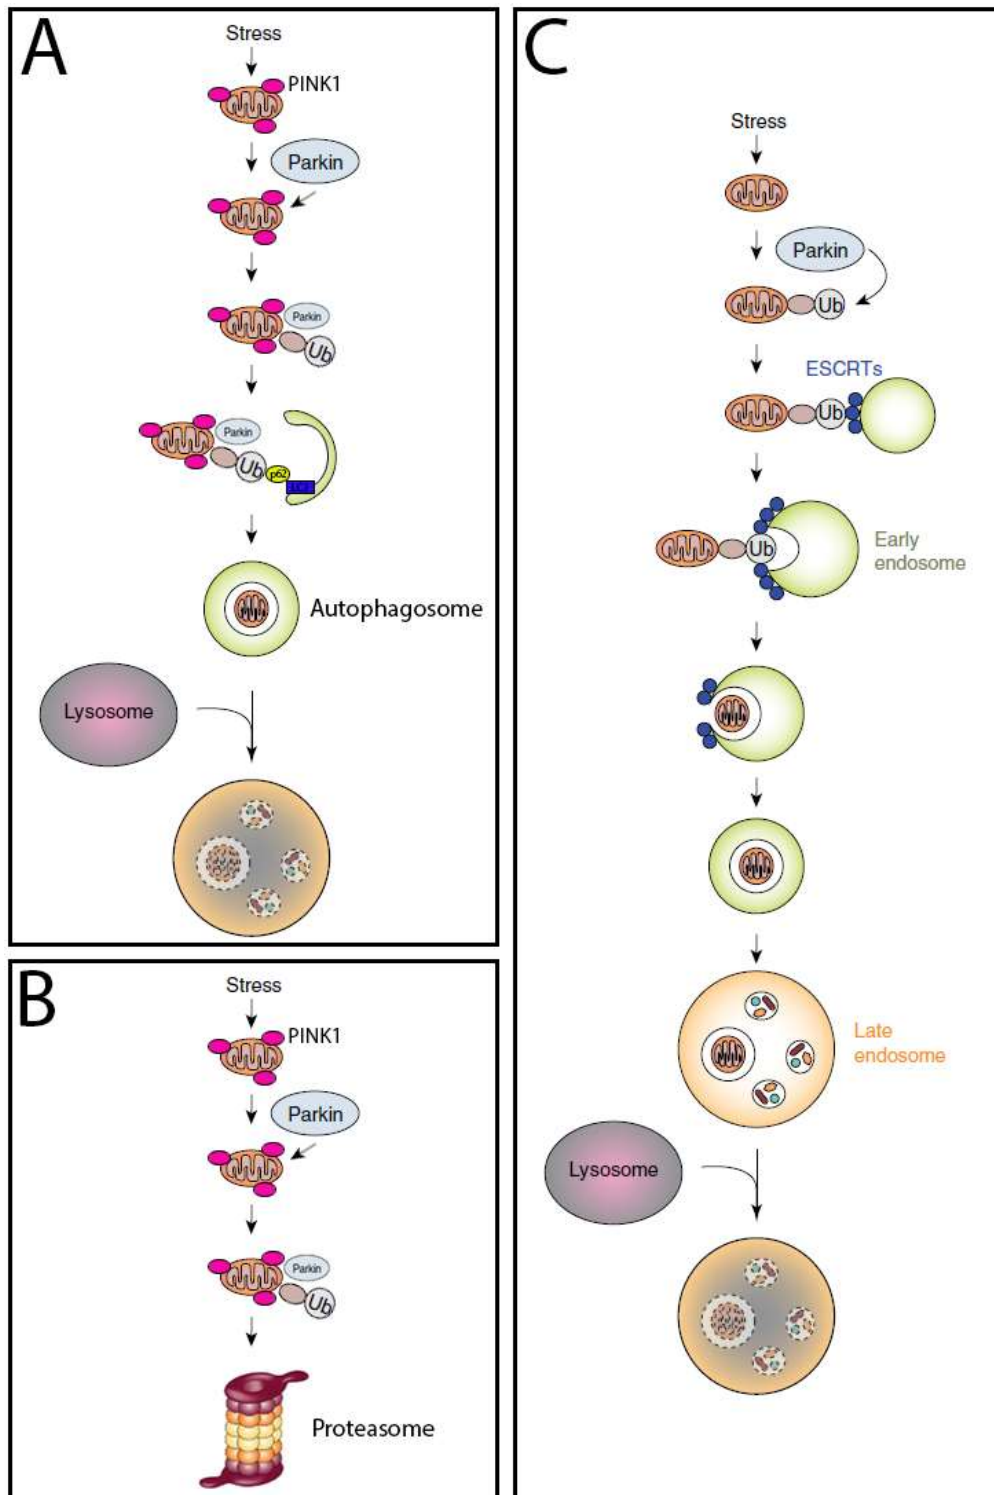 A
Stress
PINK1
Parkin
Parkin
Ub
Parkin
Ub
p62
Autophagosome
Lysosome
B
Stress
PINK1
Parkin
Parkin
Ub
Proteasome
C
Stress
Parkin
Ub
ESCRTs
Ub
Ub
Early
endosome
Late
endosome
Lysosome